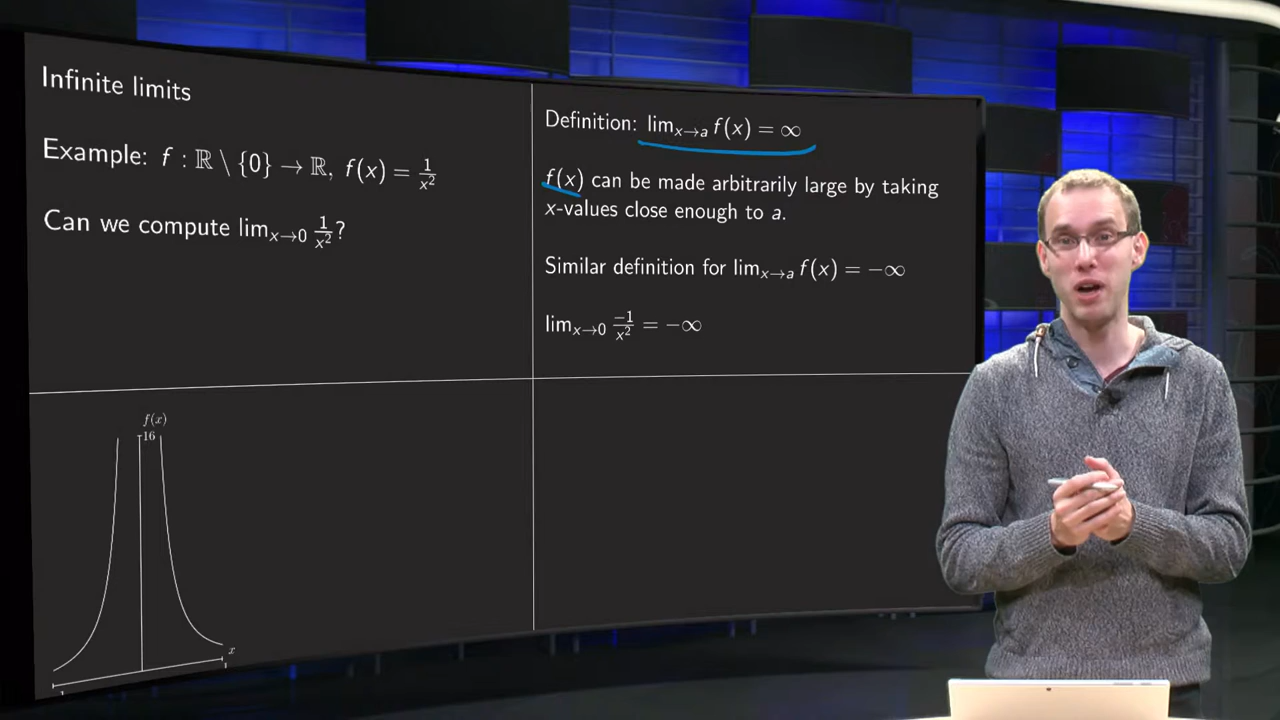 Infinite limits
Example: f : ℝ \ {0} → ℝ, f(x) = 1/x²
Can we compute lim_{x→0} 1/x²?
Definition: lim_{x→a} f(x) = ∞
f(x) can be made arbitrarily large by taking
x-values close enough to a.
Similar definition for lim_{x→a} f(x) = −∞
lim_{x→0} −1/x² = −∞
f(x)
16
x
1